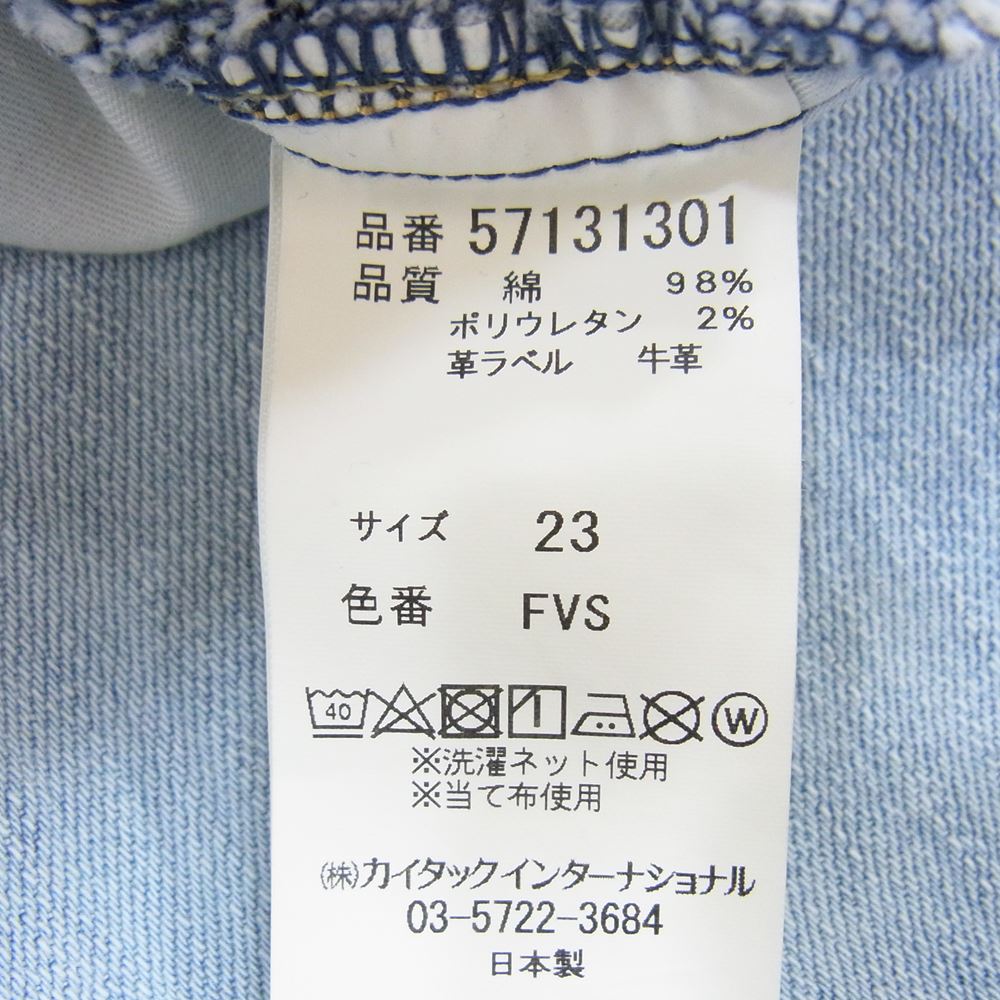 品番 57131301
品質 綿 98%
ポリウレタン 2%
革ラベル 牛革
サイズ 23
色番 FVS
40 W
※洗濯ネット使用
※当て布使用
㈱カイタックインターナショナル
03-5722-3684
日本製